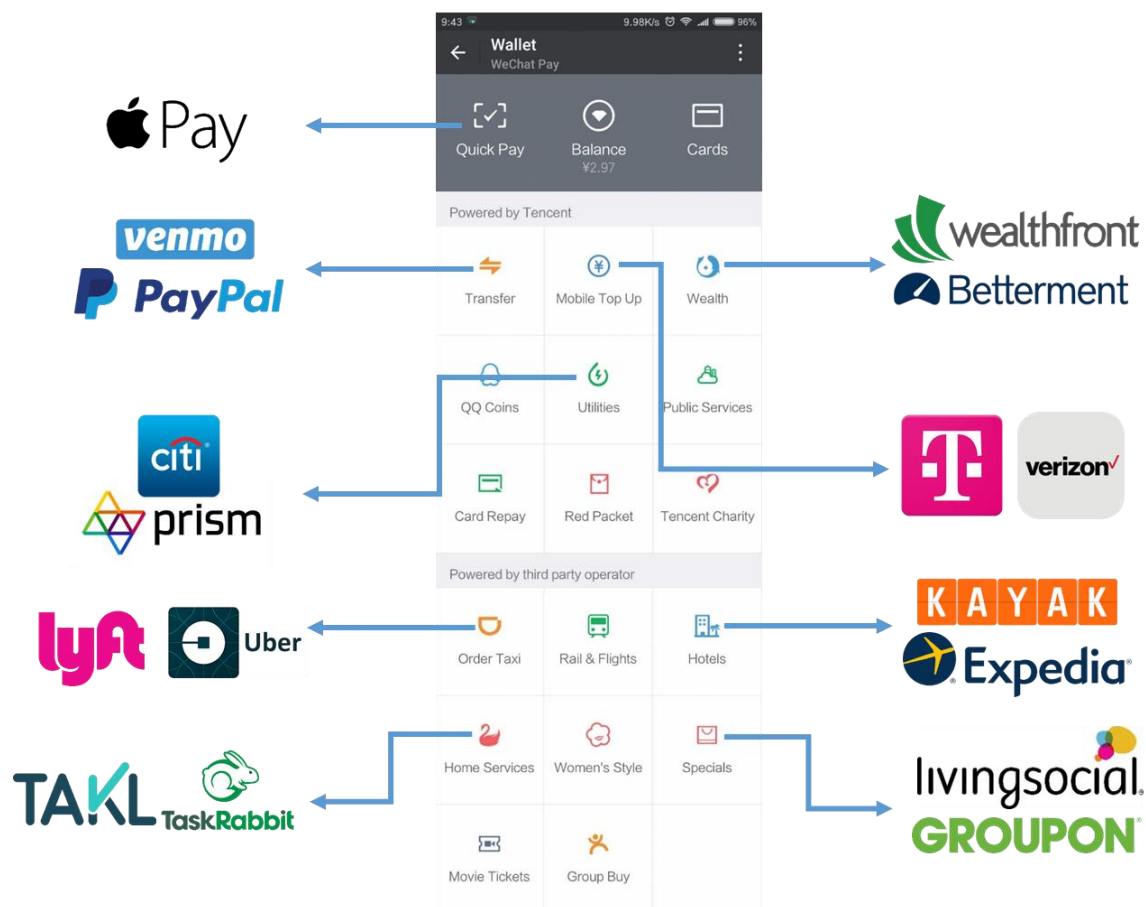 9:43
9.98K/s
96%
Wallet
WeChat Pay
Quick Pay
Balance
Cards
¥2.97
Powered by Tencent
Transfer
Mobile Top Up
Wealth
QQ Coins
Utilities
Public Services
Card Repay
Red Packet
Tencent Charity
Powered by third party operator
Order Taxi
Rail & Flights
Hotels
Home Services
Women's Style
Specials
Movie Tickets
Group Buy
Pay
venmo
PayPal
citi
prism
lyft
Uber
TAKL
TaskRabbit
wealthfront
Betterment
T
verizon✓
KAYAK
Expedia®
livingsocial®
GROUPON®